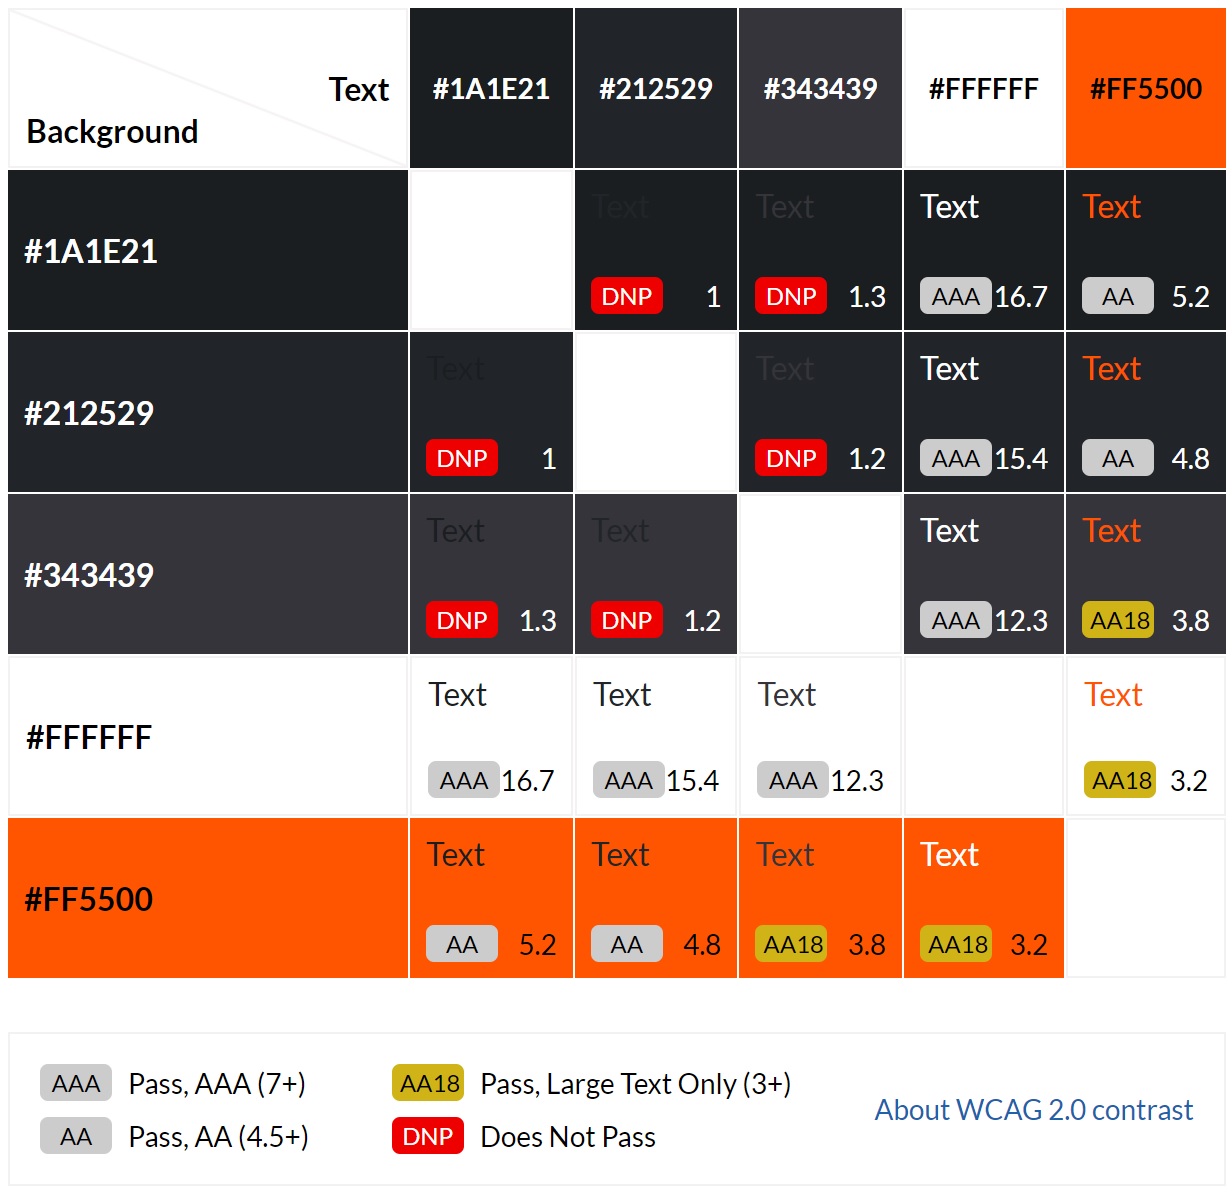 Text
Background
#1A1E21 #212529 #343439 #FFFFFF #FF5500
#1A1E21
Text Text Text Text
DNP 1 DNP 1.3 AAA 16.7 AA 5.2
#212529
Text Text Text Text
DNP 1 DNP 1.2 AAA 15.4 AA 4.8
#343439
Text Text Text Text
DNP 1.3 DNP 1.2 AAA 12.3 AA18 3.8
#FFFFFF
Text Text Text Text
AAA 16.7 AAA 15.4 AAA 12.3 AA18 3.2
#FF5500
Text Text Text Text
AA 5.2 AA 4.8 AA18 3.8 AA18 3.2
AAA Pass, AAA (7+) AA18 Pass, Large Text Only (3+)
About WCAG 2.0 contrast
AA Pass, AA (4.5+) DNP Does Not Pass